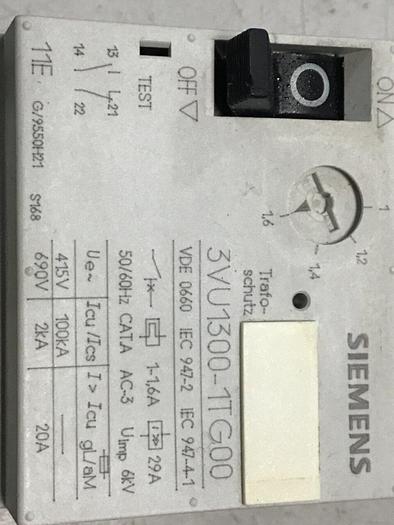 ON △
OFF ▽
O
TEST
13 21
14 22
11E
G/9550H21
S168
1
1,2
1,4
1,6
Trafo-
schutz
SIEMENS
3VU1300-1TG00
VDE 0660 IEC 947-2 IEC 947-4-1
1-1,6A 29A
50/60Hz CAT.A AC-3 Uimp 6kV
Ue~ Icu/Ics I > Icu gL/aM
415V 100kA —
690V 2kA 20A